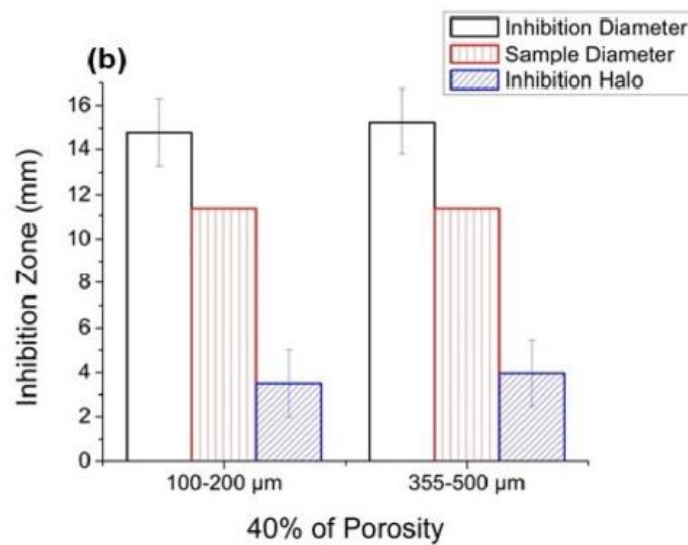 Inhibition Diameter
Sample Diameter
Inhibition Halo
(b)
16
14
12
10
8
6
4
2
0
Inhibition Zone (mm)
100-200 µm
355-500 µm
40% of Porosity